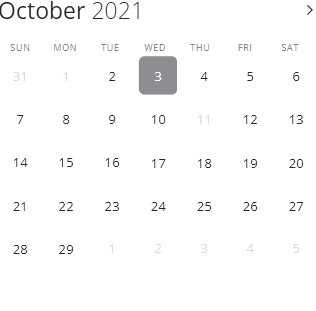 October 2021
SUN MON TUE WED THU FRI SAT
31 1 2 3 4 5 6
7 8 9 10 11 12 13
14 15 16 17 18 19 20
21 22 23 24 25 26 27
28 29 1 2 3 4 5